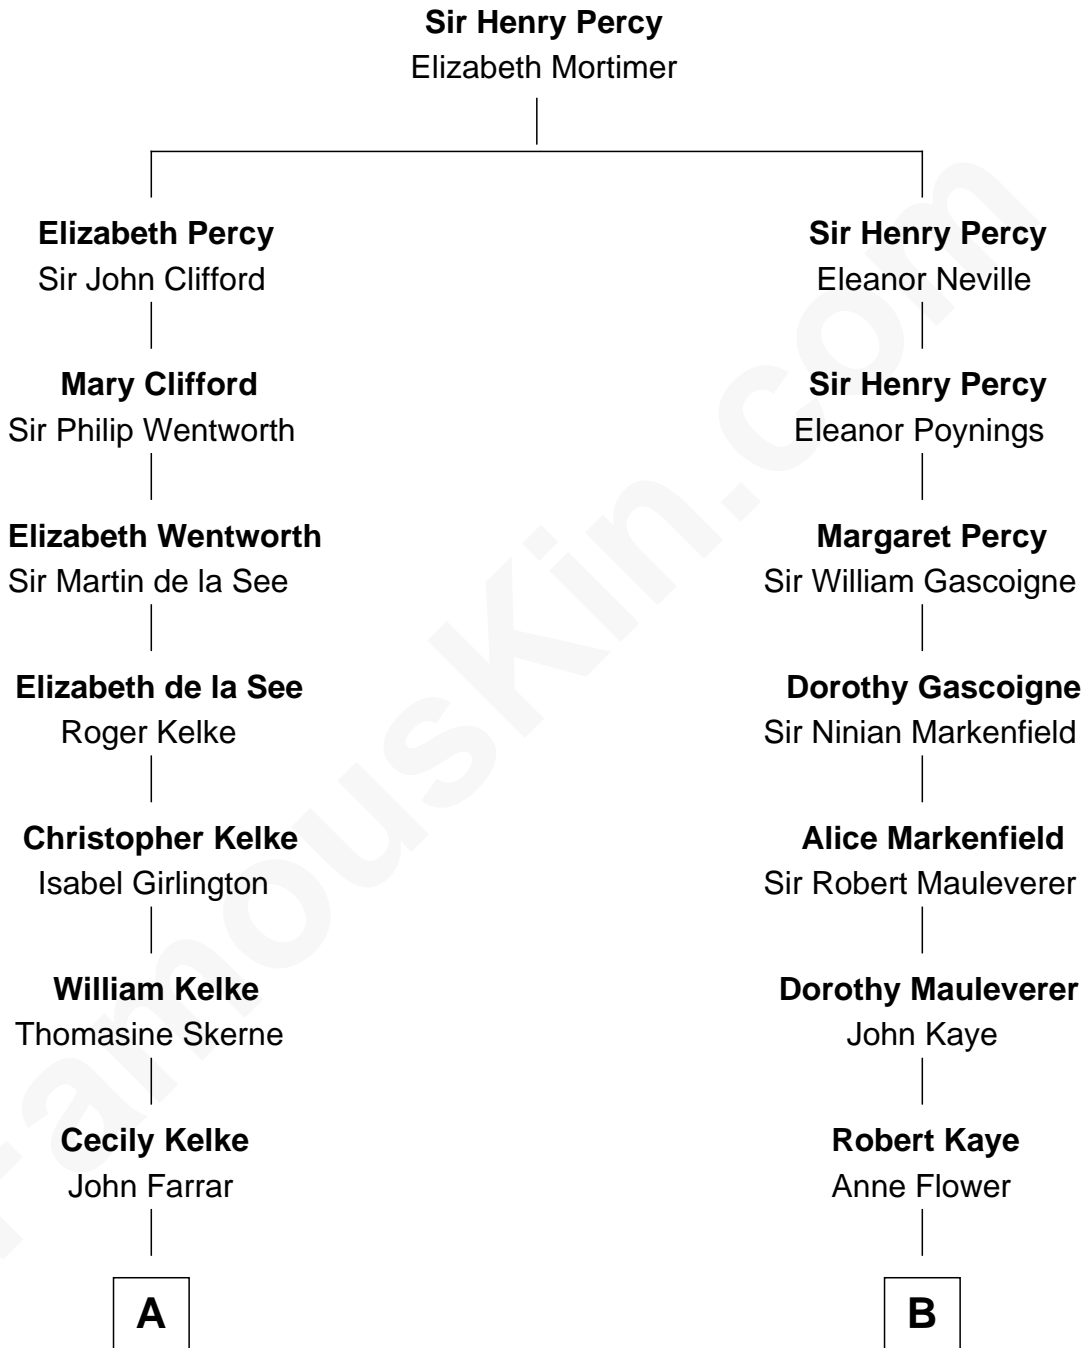 Sir Henry Percy
Elizabeth Mortimer
Elizabeth Percy
Sir John Clifford
Sir Henry Percy
Eleanor Neville
Mary Clifford
Sir Philip Wentworth
Sir Henry Percy
Eleanor Poynings
Elizabeth Wentworth
Sir Martin de la See
Margaret Percy
Sir William Gascoigne
Elizabeth de la See
Roger Kelke
Dorothy Gascoigne
Sir Ninian Markenfield
Christopher Kelke
Isabel Girlington
Alice Markenfield
Sir Robert Mauleverer
William Kelke
Thomasine Skerne
Dorothy Mauleverer
John Kaye
Cecily Kelke
John Farrar
Robert Kaye
Anne Flower
A
B
FamousKin.com